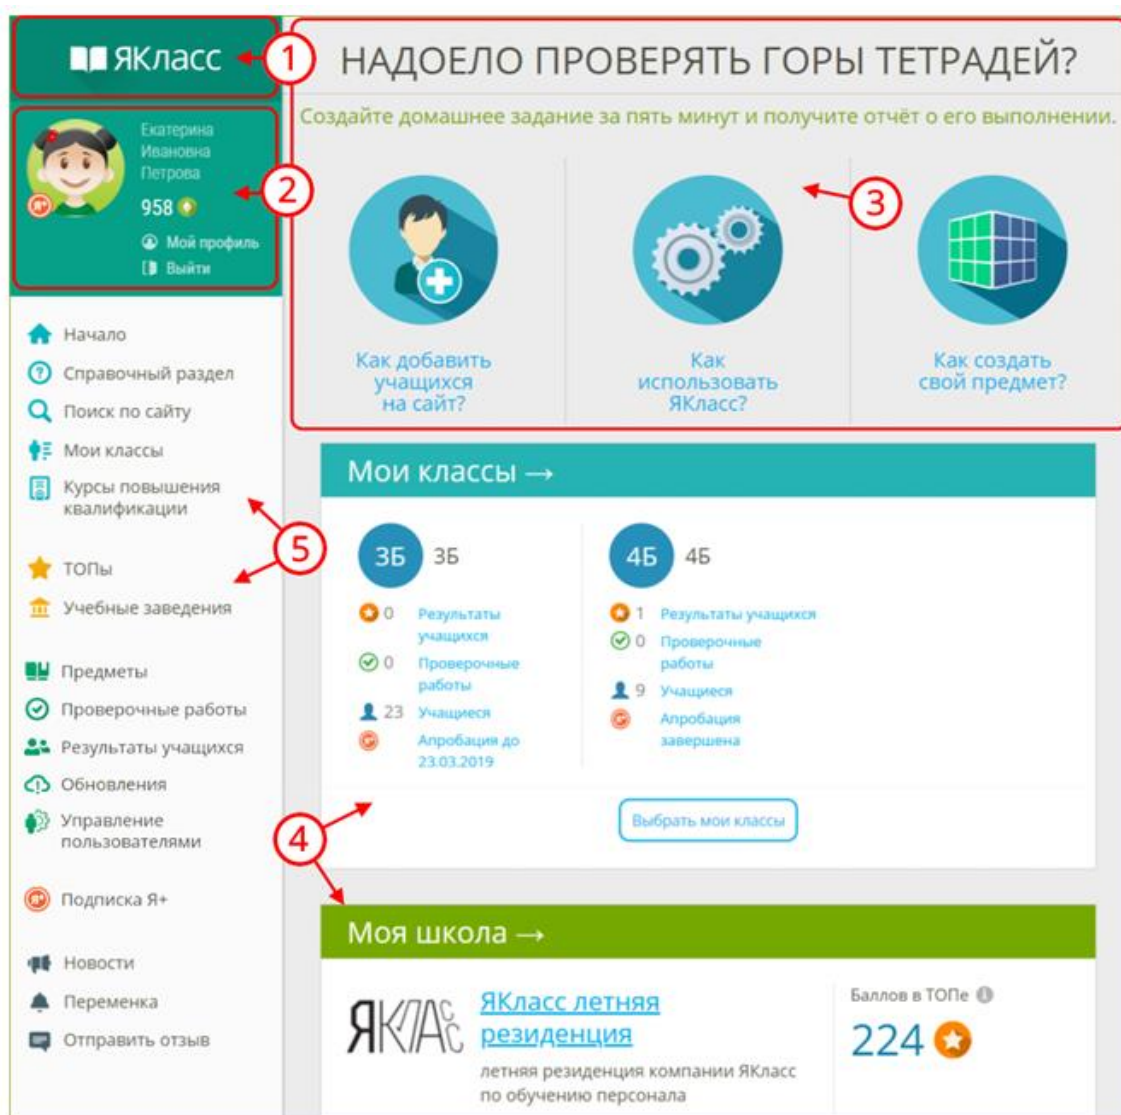 ЯКласс
1
Екатерина
Ивановна
Петрова
958
2
Мой профиль
Выйти
НАДОЕЛО ПРОВЕРЯТЬ ГОРЫ ТЕТРАДЕЙ?
Создайте домашнее задание за пять минут и получите отчёт о его выполнении.
3
Как добавить
учащихся
на сайт?
Как
использовать
ЯКласс?
Как создать
свой предмет?
Начало
Справочный раздел
Поиск по сайту
Мои классы
Курсы повышения
квалификации
5
ТОПы
Учебные заведения
Предметы
Проверочные работы
Результаты учащихся
Обновления
Управление
пользователями
Подписка Я+
Новости
Переменка
Отправить отзыв
Мои классы →
3Б 3Б
0 Результаты
учащихся
0 Проверочные
работы
23 Учащиеся
Апробация до
23.03.2019
4Б 4Б
1 Результаты учащихся
0 Проверочные
работы
9 Учащиеся
Апробация
завершена
4
Выбрать мои классы
Моя школа →
ЯКЛАСС
ЯКласс летняя
резиденция
летняя резиденция компании ЯКласс
по обучению персонала
Баллов в ТОПе
224